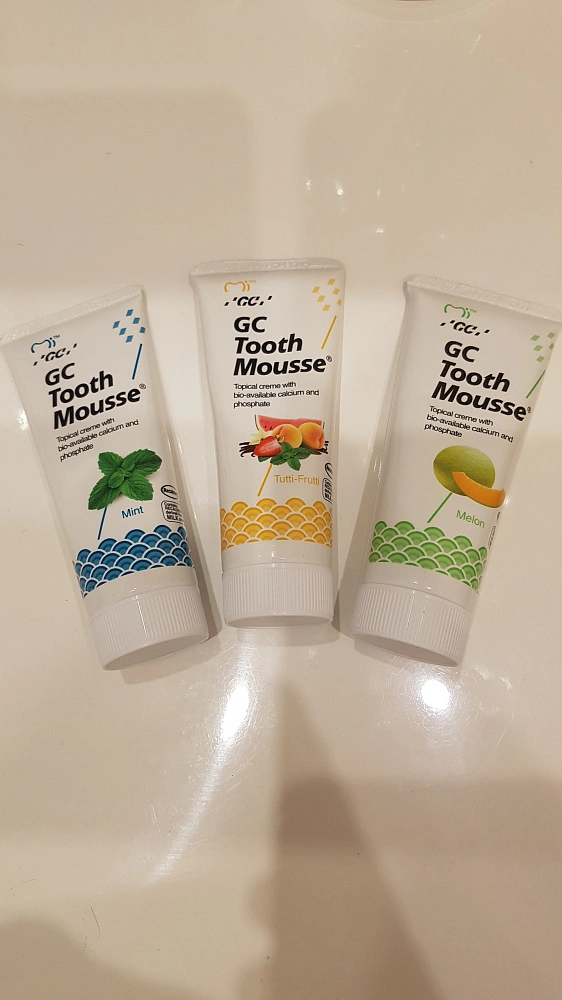 GC
GC
Tooth
Mousse®
Topical creme with
bio-available calcium and
phosphate
Mint
GC
GC
Tooth
Mousse®
Topical creme with
bio-available calcium and
phosphate
Tutti-Frutti
GC
GC
Tooth
Mousse®
Topical creme with
bio-available calcium and
phosphate
Melon